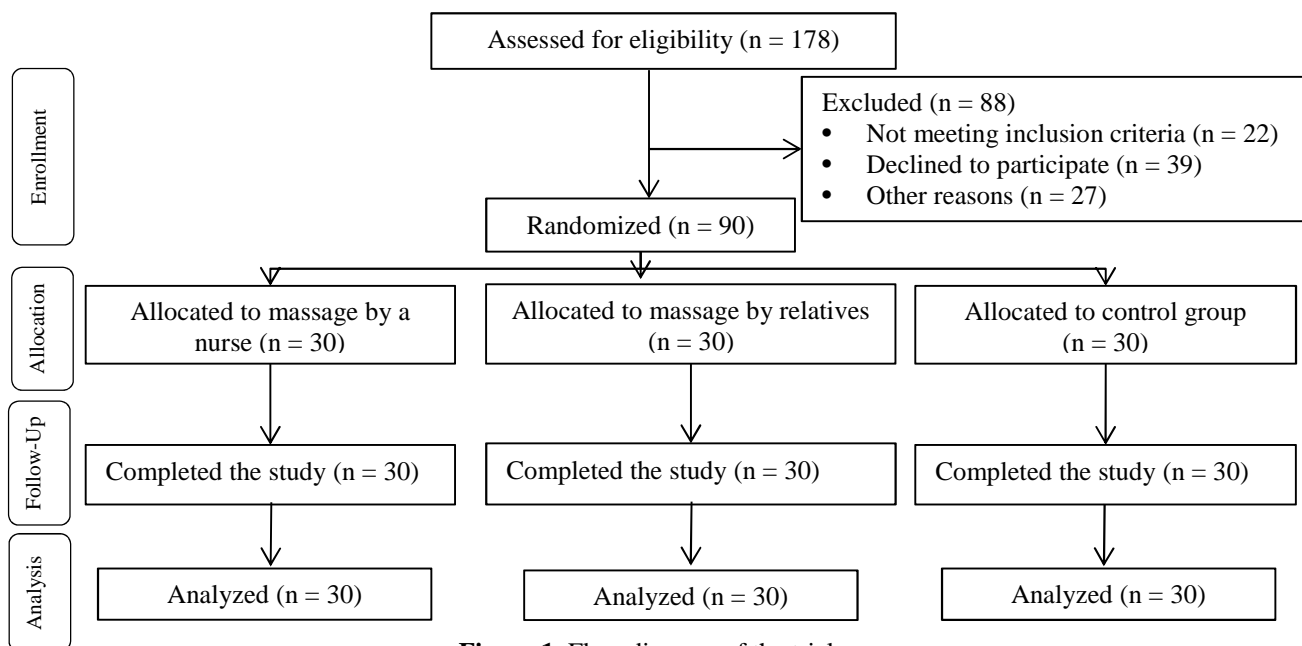 Assessed for eligibility (n = 178)
Enrollment
Excluded (n = 88)
• Not meeting inclusion criteria (n = 22)
• Declined to participate (n = 39)
• Other reasons (n = 27)
Randomized (n = 90)
Allocation
Allocated to massage by a
nurse (n = 30)
Allocated to massage by relatives
(n = 30)
Allocated to control group
(n = 30)
Follow-Up
Completed the study (n = 30)
Completed the study (n = 30)
Completed the study (n = 30)
Analysis
Analyzed (n = 30)
Analyzed (n = 30)
Analyzed (n = 30)